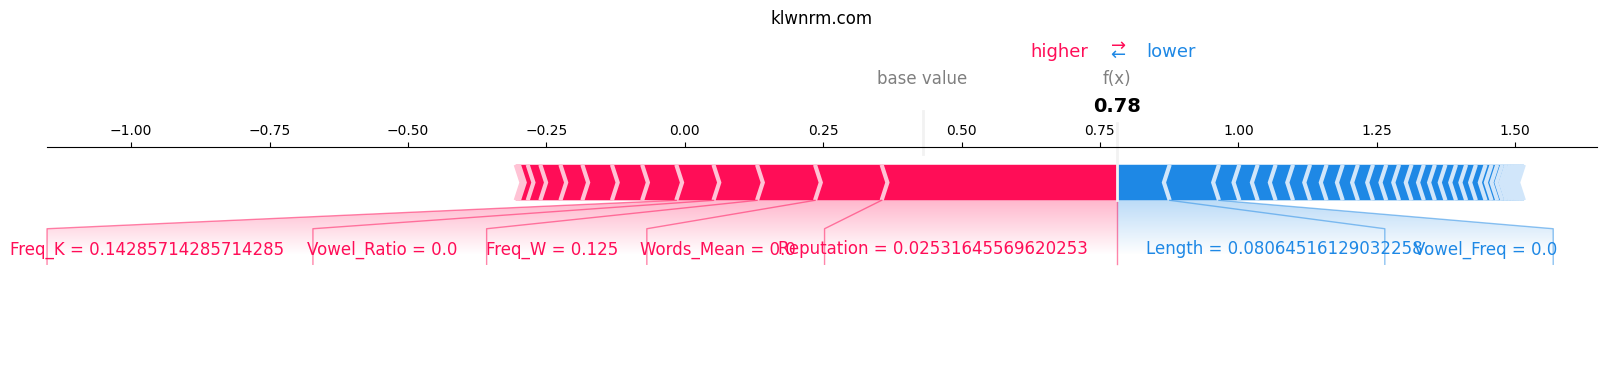 klwnrm.com
higher ⇄ lower
base value f(x)
0.78
−1.00 −0.75 −0.50 −0.25 0.00 0.25 0.50 0.75 1.00 1.25 1.50
Freq_K = 0.14285714285714285 Vowel_Ratio = 0.0 Freq_W = 0.125 Words_Mean = 0.0 Reputation = 0.02531645569620253 Length = 0.08064516129032258 Vowel_Freq = 0.0